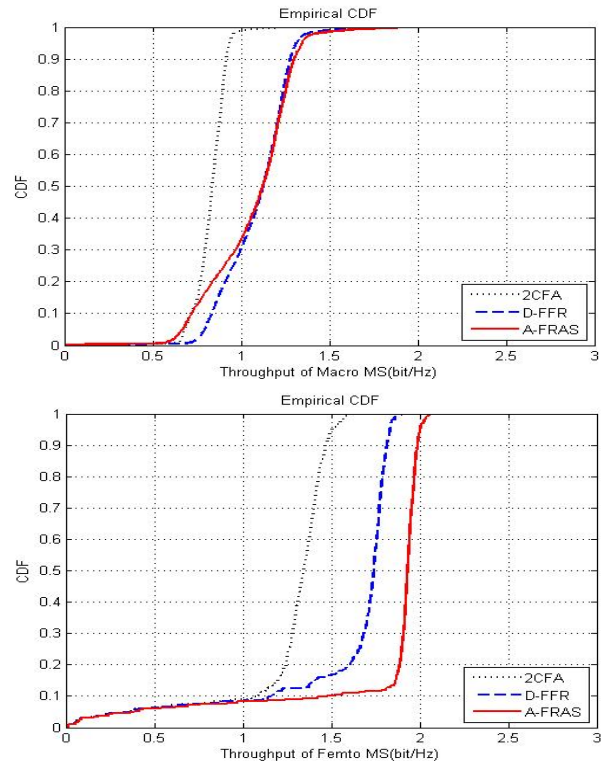 Empirical CDF
1
0.9
0.8
0.7
0.6
0.5
0.4
0.3
0.2
0.1
0
CDF
0 0.5 1 1.5 2 2.5 3
Throughput of Macro MS(bit/Hz)
2CFA
D-FFR
A-FRAS
Empirical CDF
1
0.9
0.8
0.7
0.6
0.5
0.4
0.3
0.2
0.1
0
CDF
0 0.5 1 1.5 2 2.5 3
Throughput of Femto MS(bit/Hz)
2CFA
D-FFR
A-FRAS